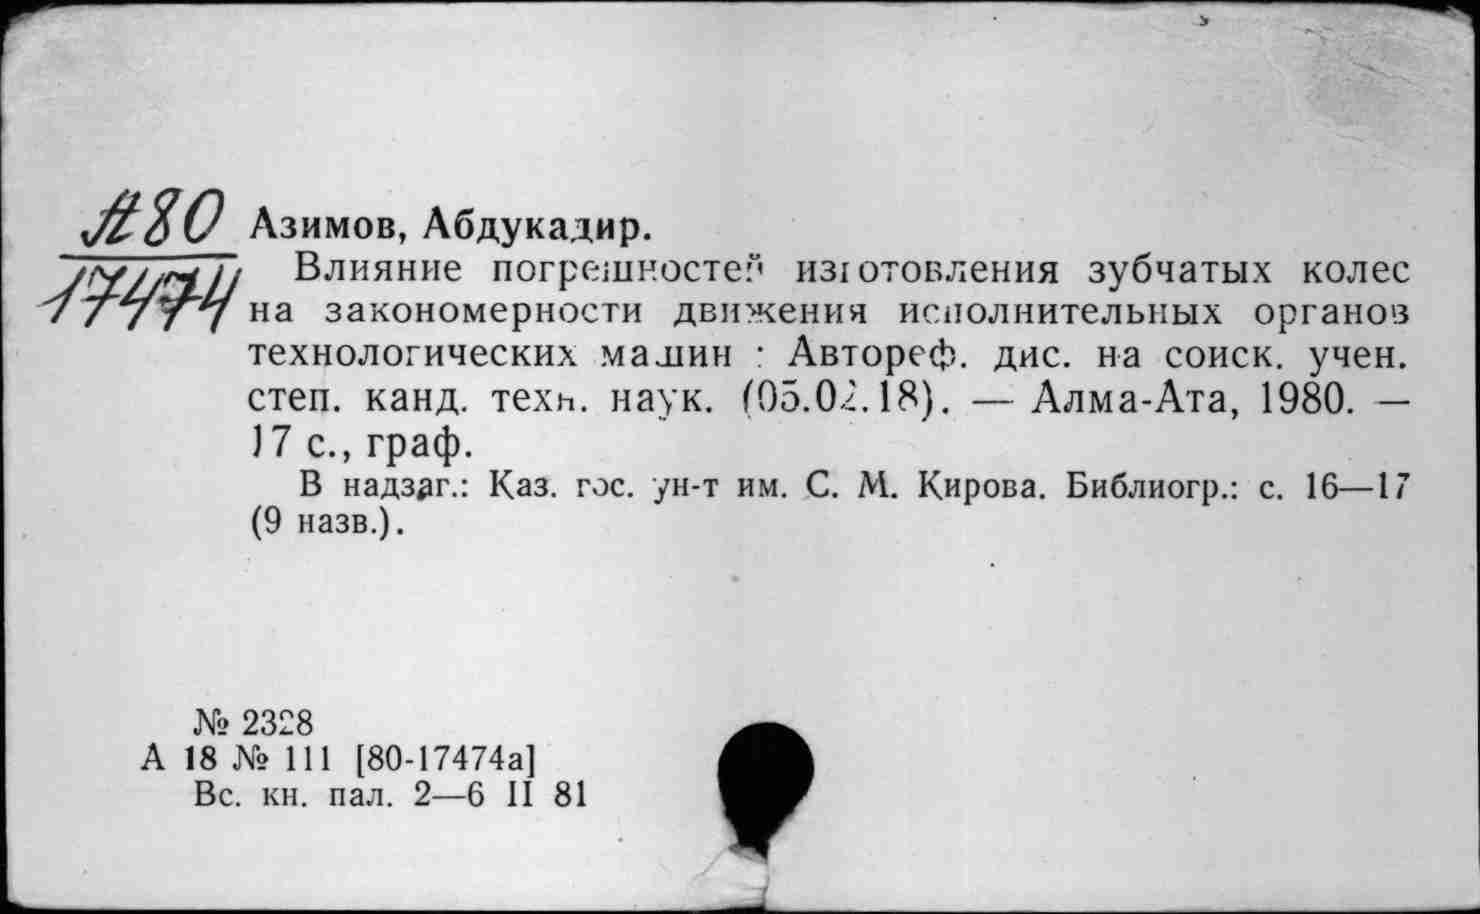 А80
17474
Азимов, Абдукадир.
Влияние погрешностей изготовления зубчатых колес
на закономерности движения исполнительных органов
технологических машин : Автореф. дис. на соиск. учен.
степ. канд. техн. наук. (05.02.18). — Алма-Ата, 1980. —
17 с., граф.
В надзаг.: Каз. гос. ун-т им. С. М. Кирова. Библиогр.: с. 16—17
(9 назв.).
№ 2328
А 18 № 111 [80-17474а]
Вс. кн. пал. 2—6 II 81